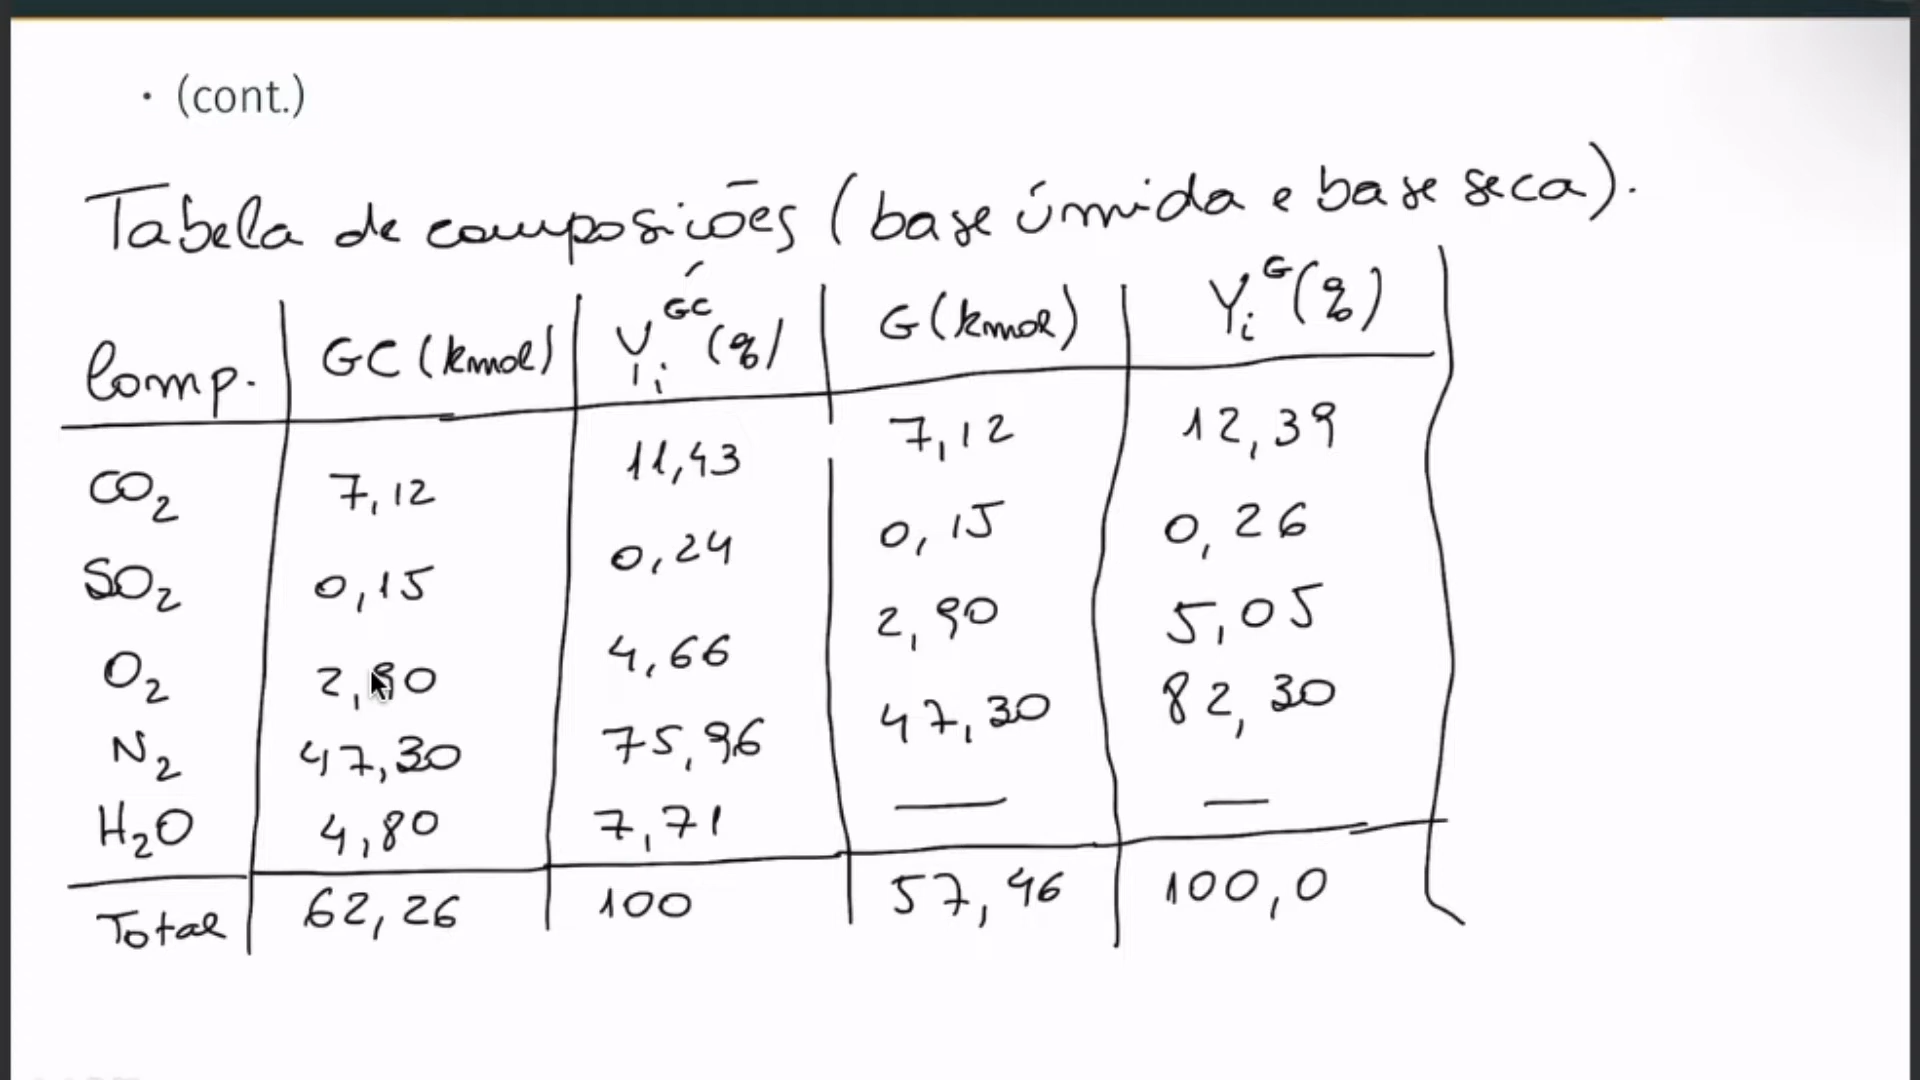 • (cont.)
Tabela de composições (base úmida e base seca).
Comp. GC (kmol) Yi^GC (%) G (kmol) Yi^G (%)
CO2 7,12 11,43 7,12 12,39
SO2 0,15 0,24 0,15 0,26
O2 2,90 4,66 2,90 5,05
N2 47,30 75,96 47,30 82,30
H2O 4,80 7,71 — —
Total 62,26 100 57,46 100,0